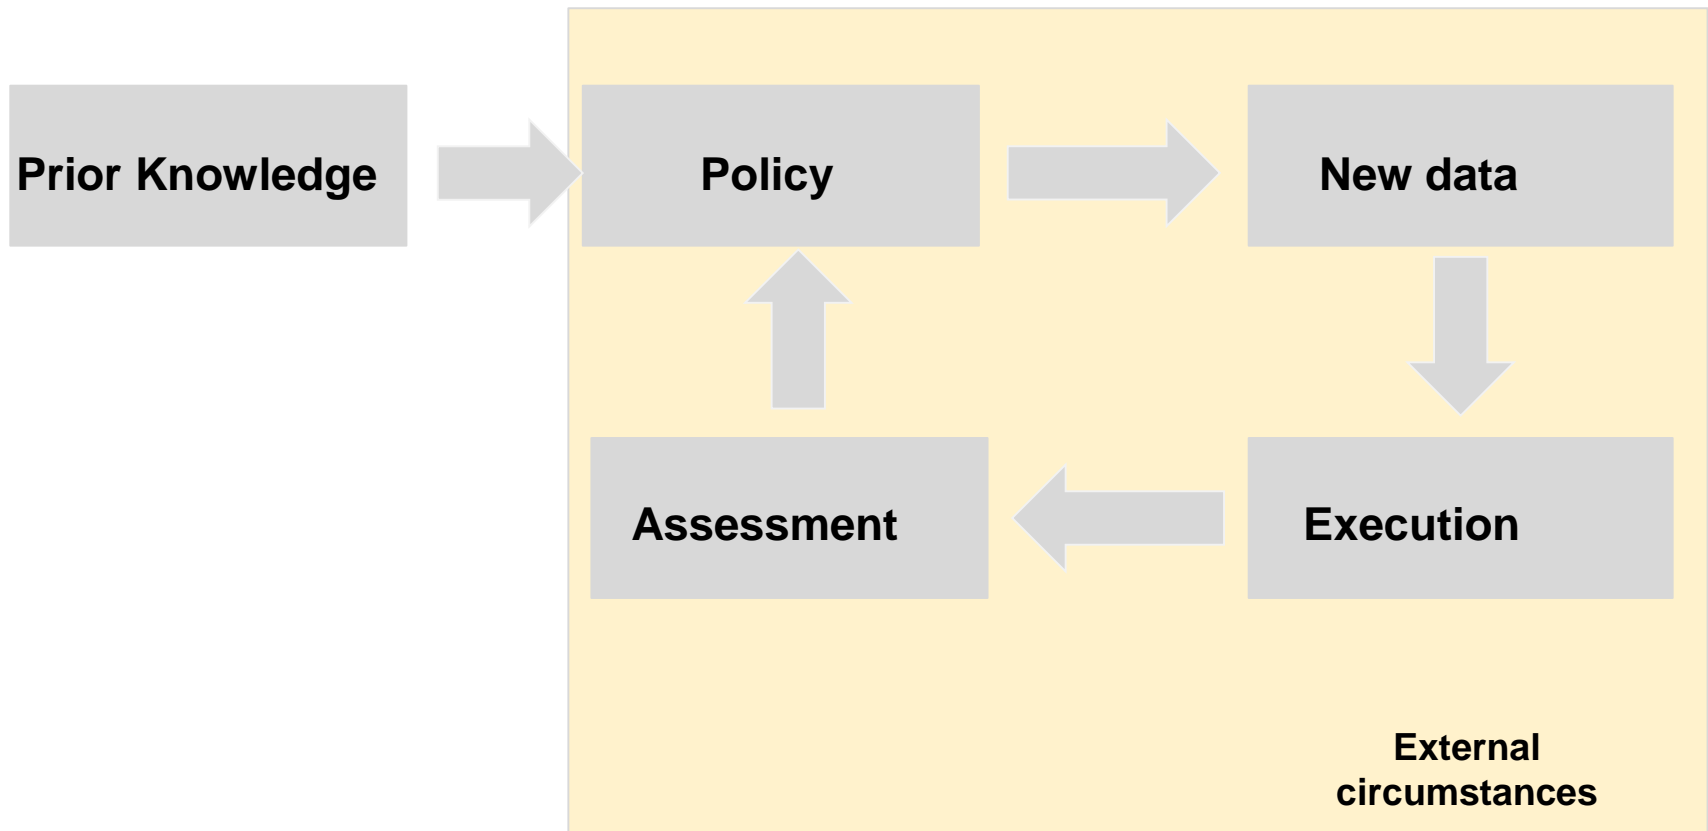 Prior Knowledge
Policy
New data
Assessment
Execution
External
circumstances